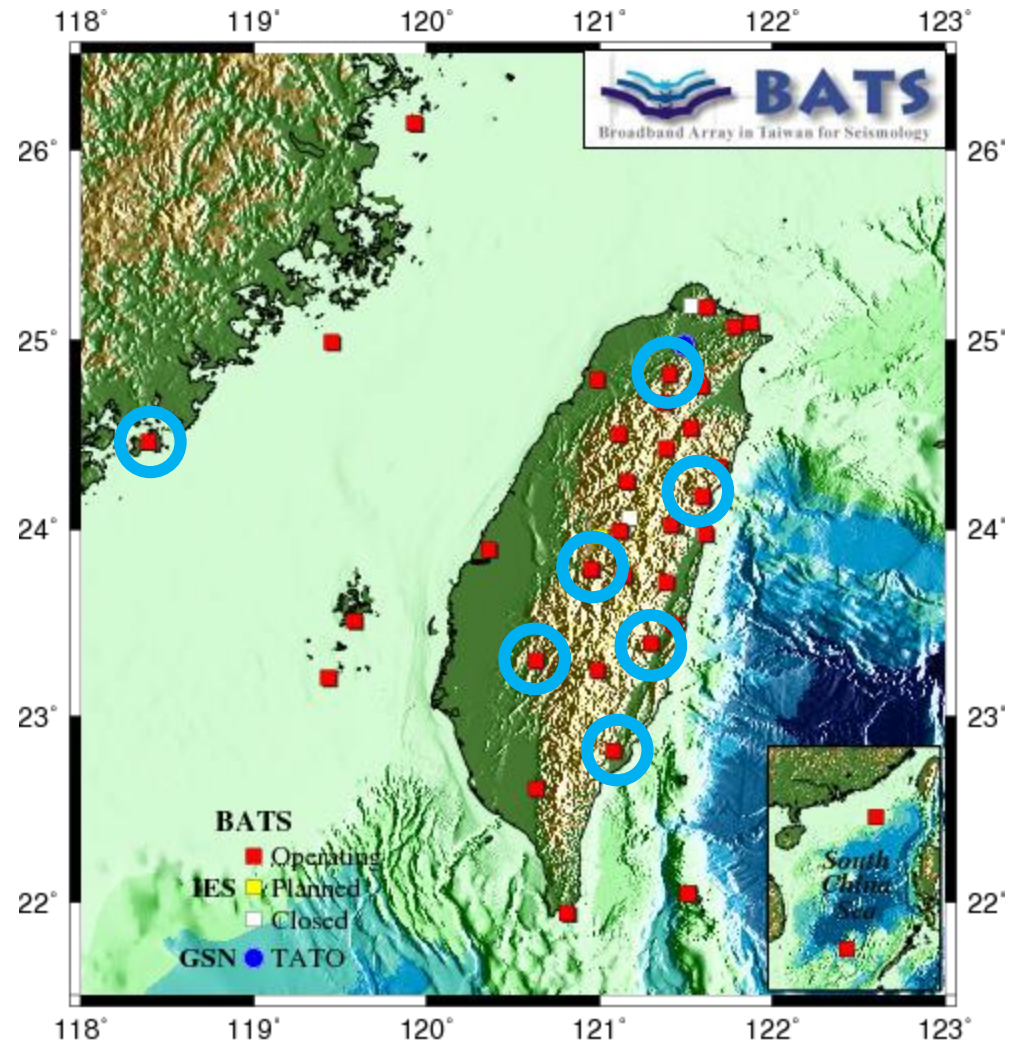 118° 119° 120° 121° 122° 123°
BATS
Broadband Array in Taiwan for Seismology
26° 26°
25° 25°
24° 24°
23° 23°
BATS
Operating
South
China
Sea
IES Planned
22° 22°
Closed
GSN TATO
118° 119° 120° 121° 122° 123°